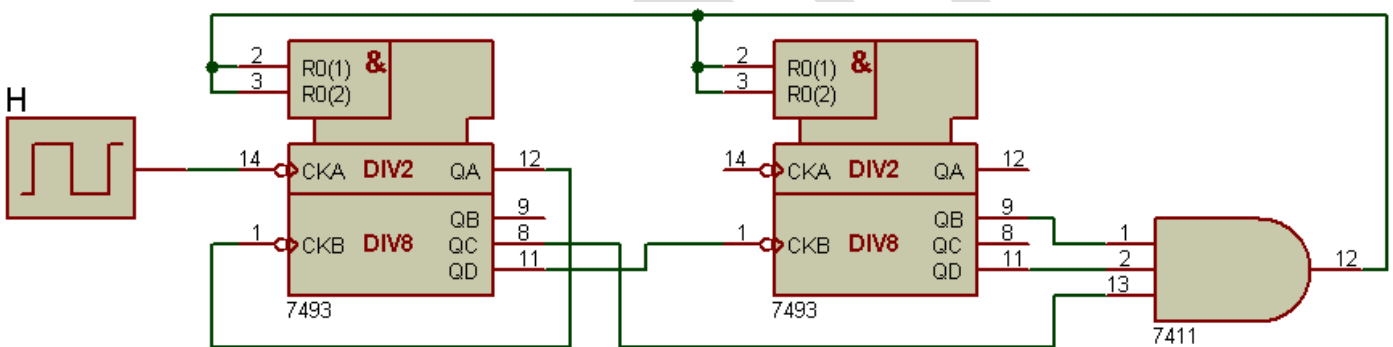 H
2 R0(1) &
3 R0(2)
14 CKA DIV2 QA 12
QB 9
1 CKB DIV8 QC 8
QD 11
7493
2 R0(1) &
3 R0(2)
14 CKA DIV2 QA 12
QB 9
1 CKB DIV8 QC 8
QD 11
7493
1
2 12
13
7411